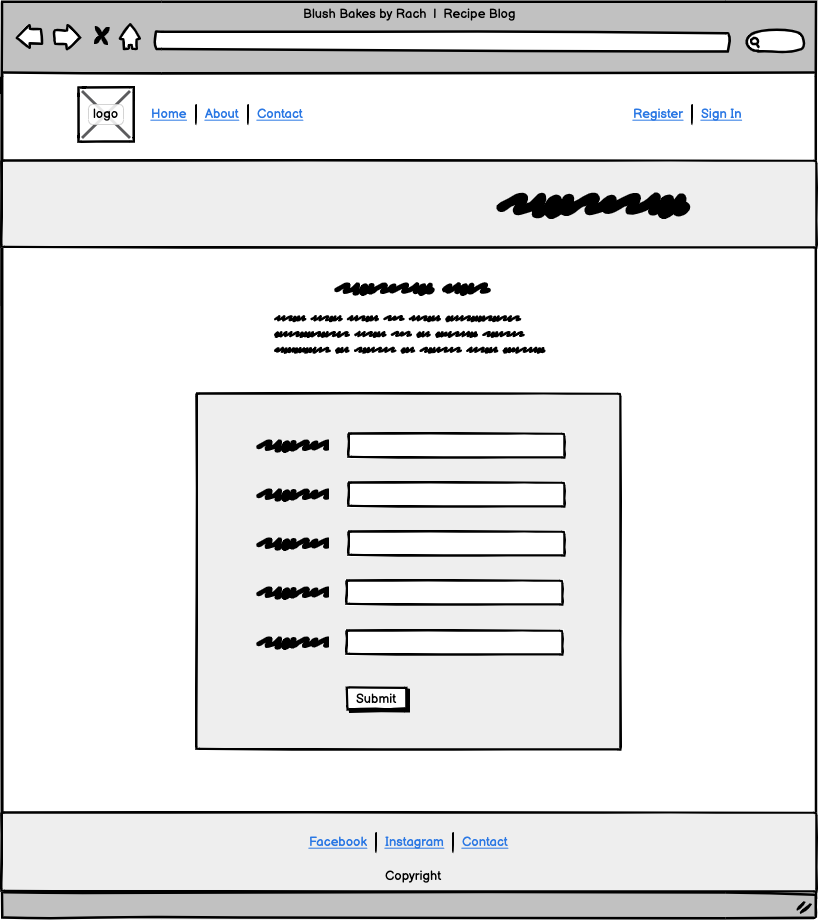 Blush Bakes by Rach | Recipe Blog
logo Home | About | Contact Register | Sign In
Submit
Facebook | Instagram | Contact
Copyright